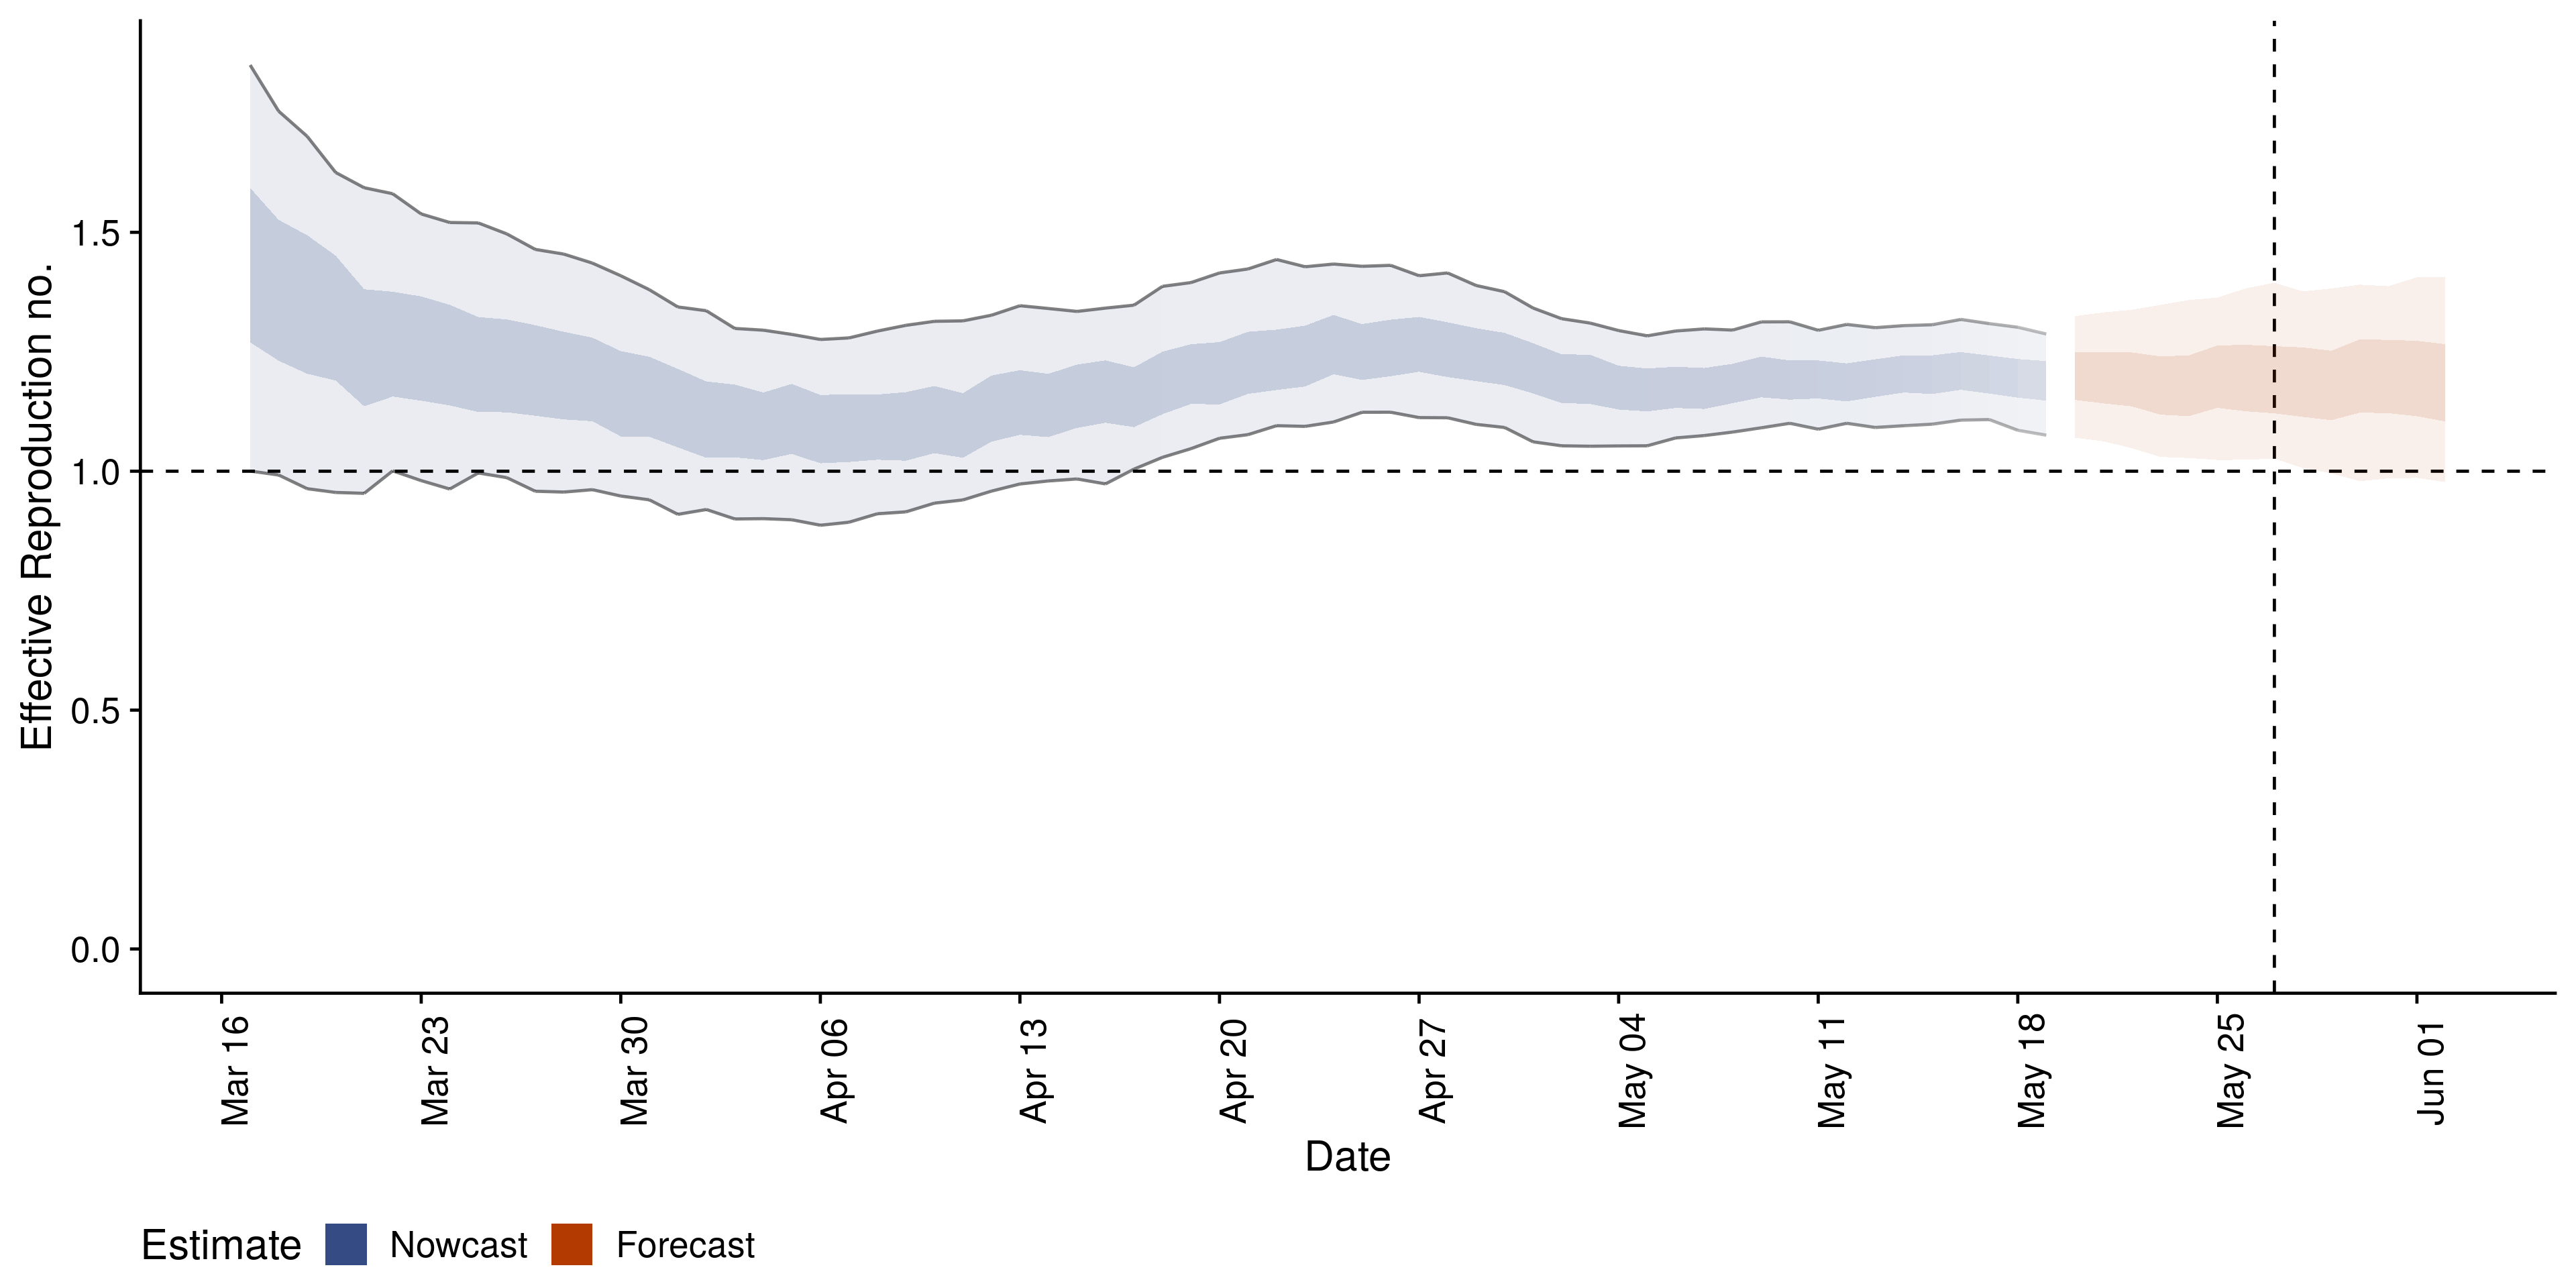 Effective Reproduction no.
1.5
1.0
0.5
0.0
Mar 16
Mar 23
Mar 30
Apr 06
Apr 13
Apr 20
Apr 27
May 04
May 11
May 18
May 25
Jun 01
Date
Estimate Nowcast Forecast